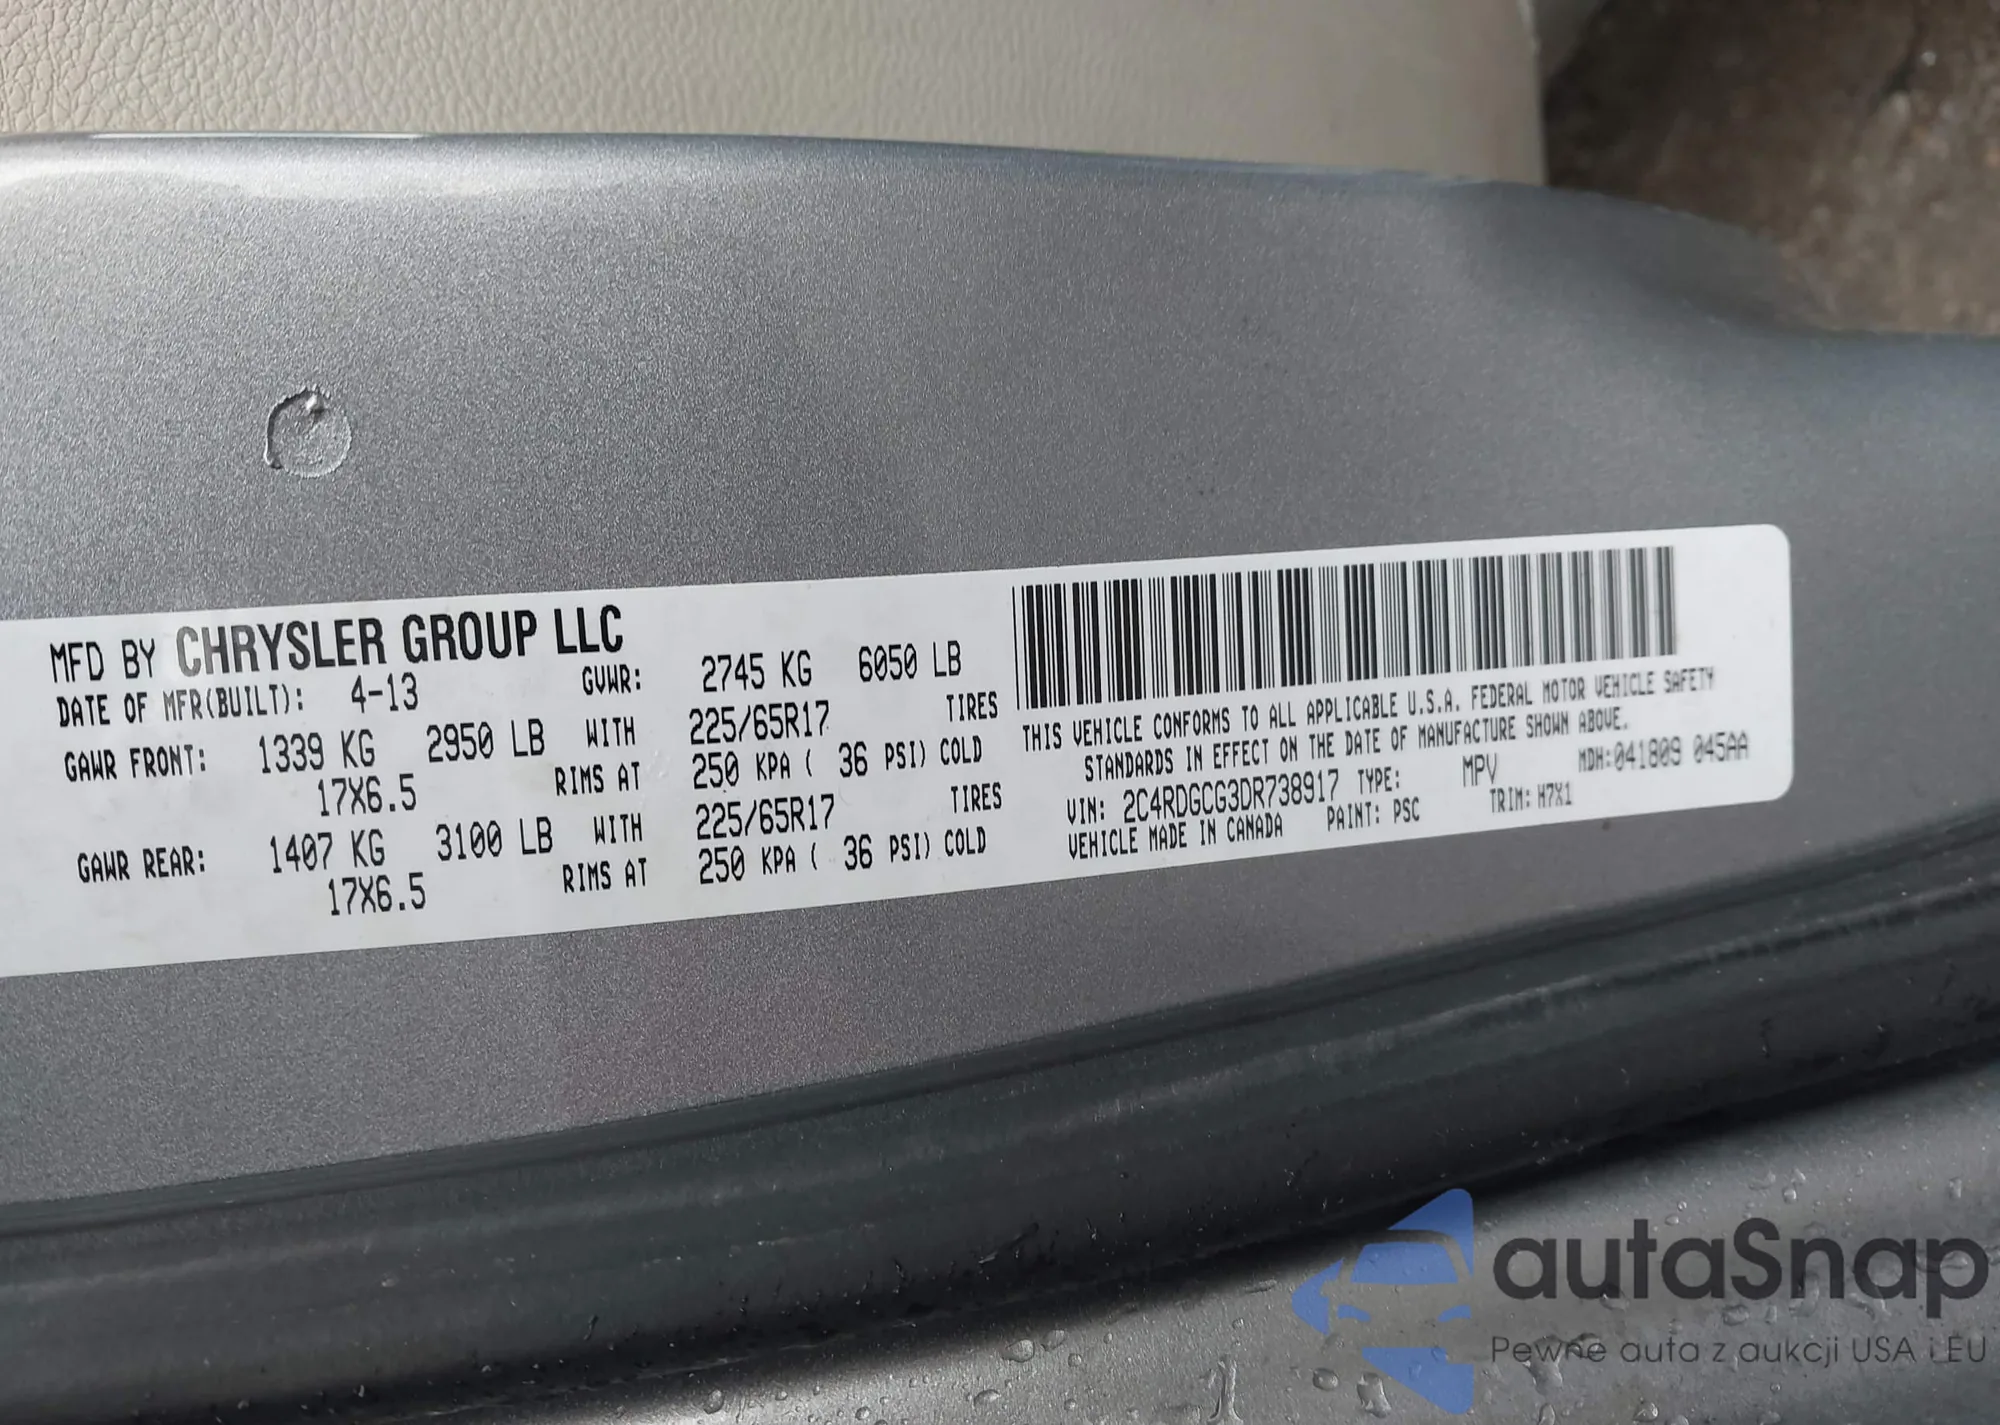 MFD BY CHRYSLER GROUP LLC
DATE OF MFR(BUILT): 4-13 GVWR: 2745 KG 6050 LB
GAWR FRONT: 1339 KG 2950 LB WITH 225/65R17 TIRES
17X6.5 RIMS AT 250 KPA ( 36 PSI) COLD
GAWR REAR: 1407 KG 3100 LB WITH 225/65R17 TIRES
17X6.5 RIMS AT 250 KPA ( 36 PSI) COLD
THIS VEHICLE CONFORMS TO ALL APPLICABLE U.S.A. FEDERAL MOTOR VEHICLE SAFETY
STANDARDS IN EFFECT ON THE DATE OF MANUFACTURE SHOWN ABOVE.
VIN: 2C4RDGCG3DR738917 TYPE: MPV MDH:041809 045AA
VEHICLE MADE IN CANADA PAINT: PSC TRIM: H7X1
autaSnap
Pewne auta z aukcji USA i EU